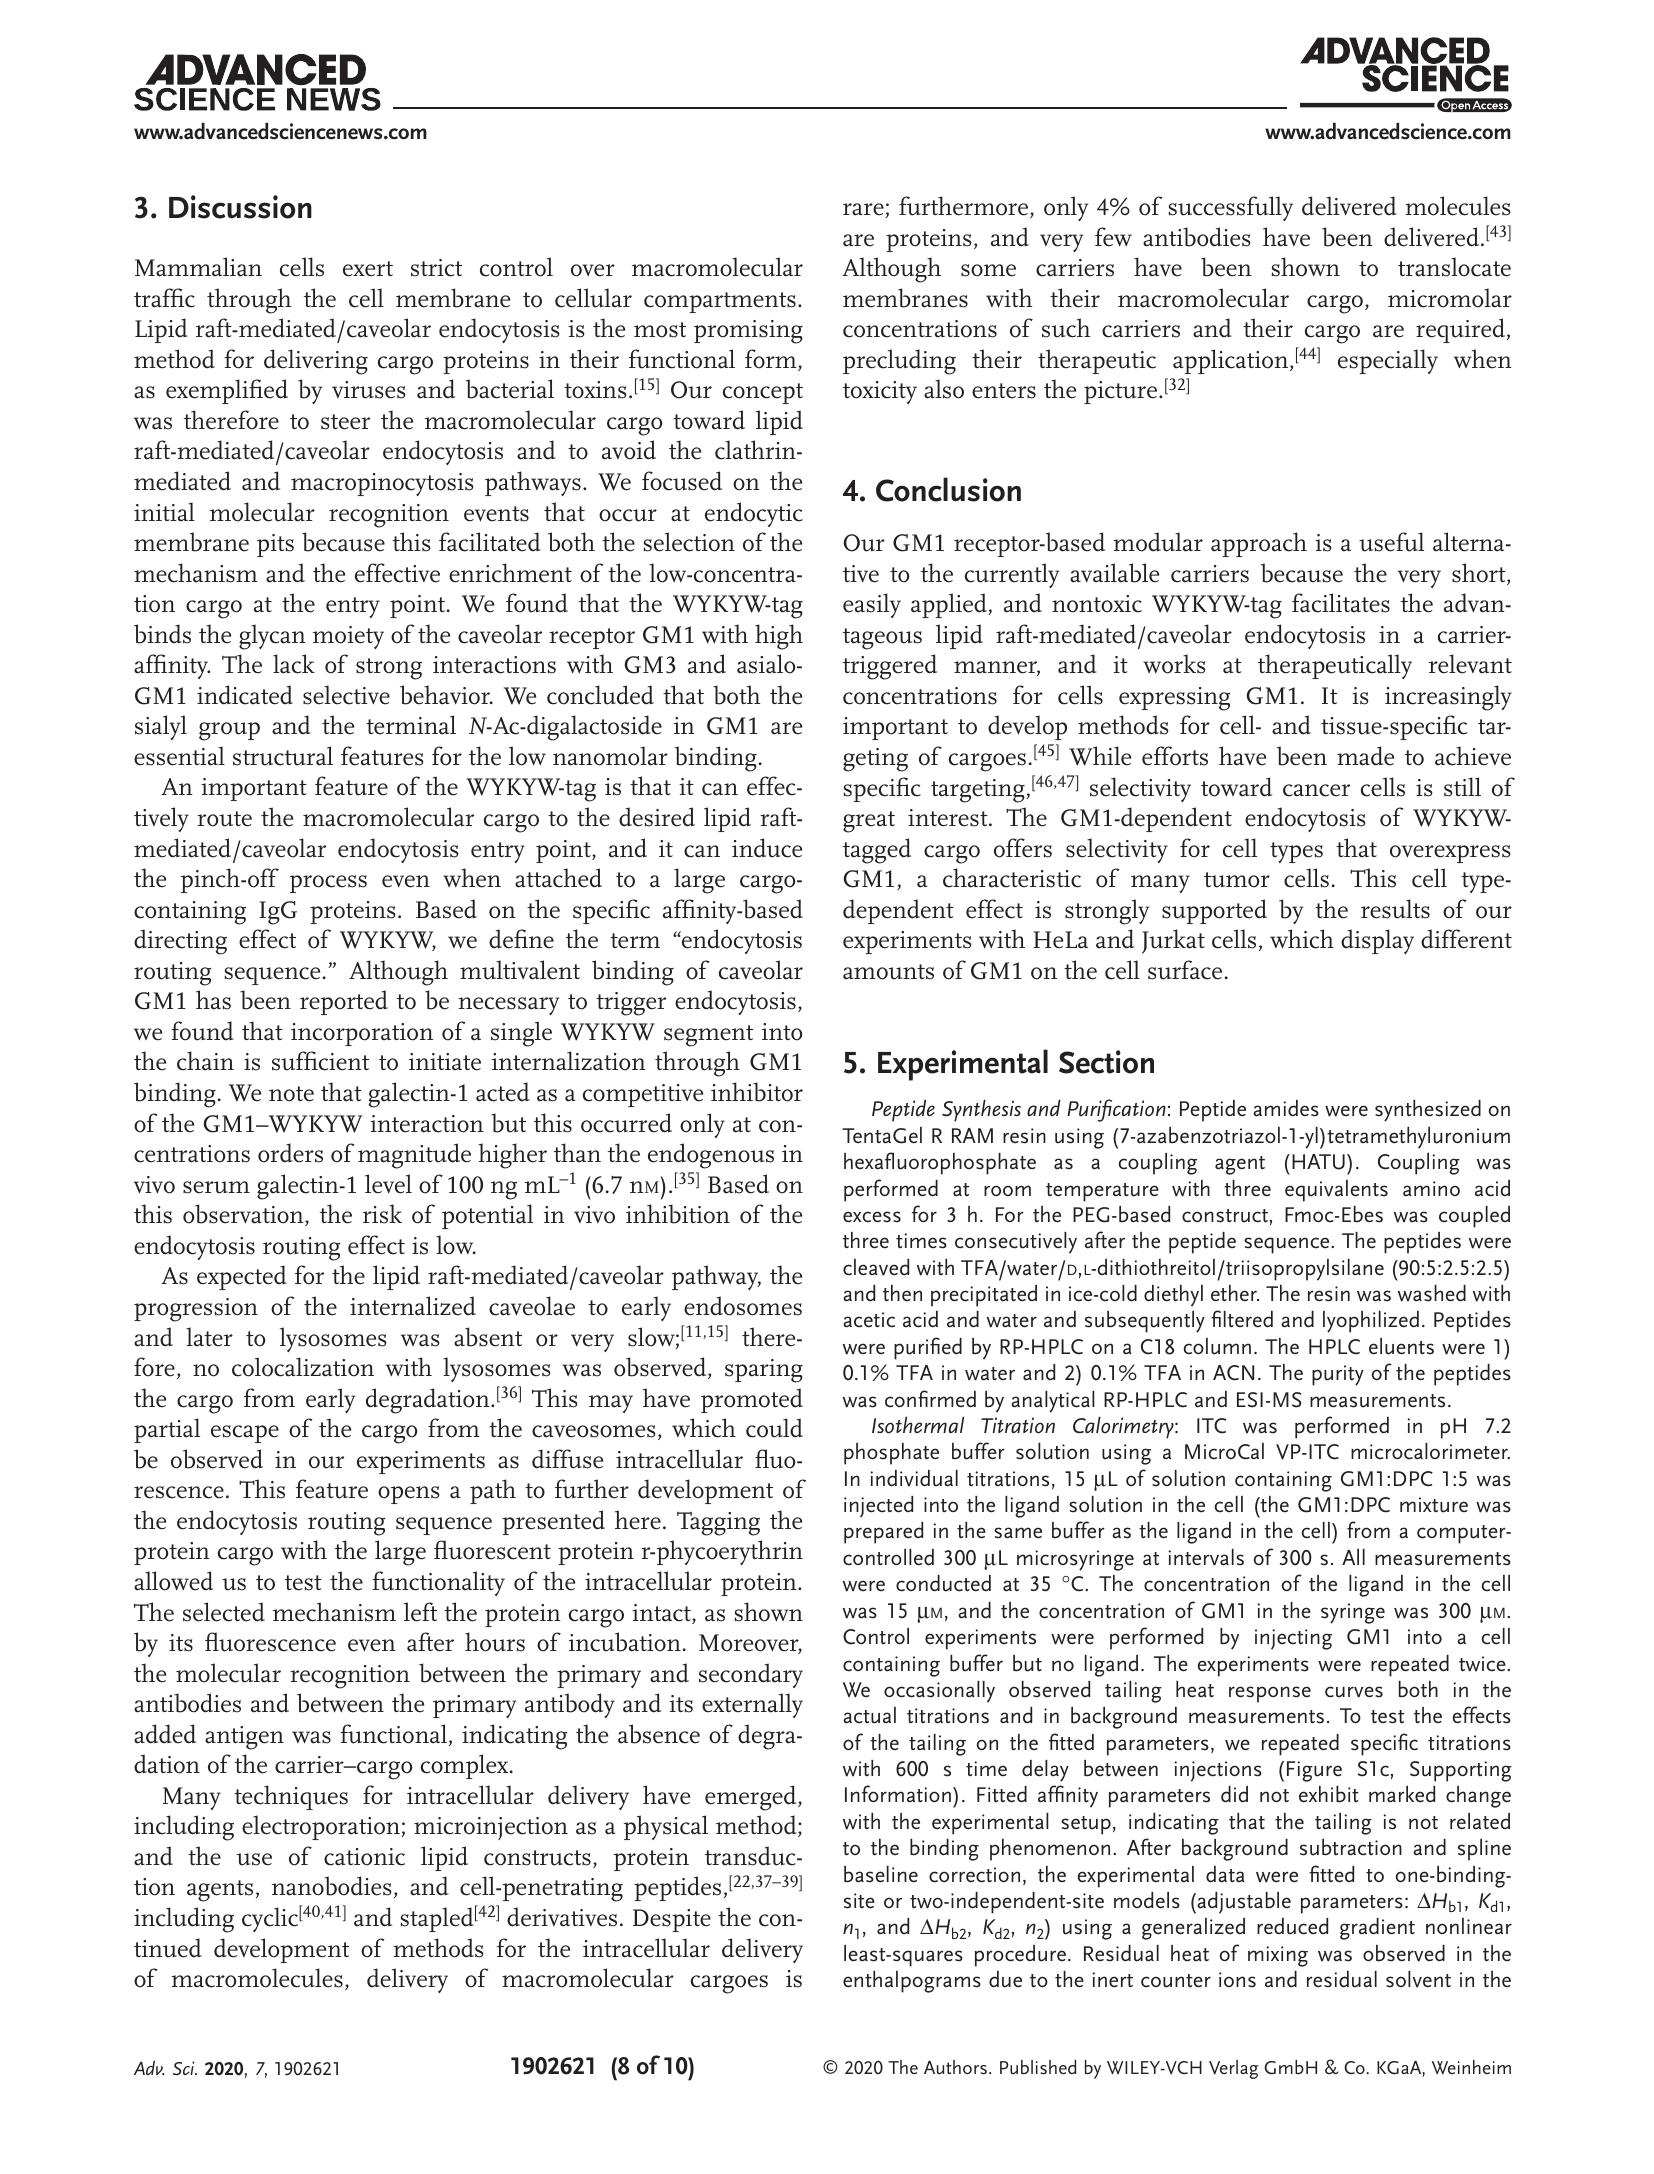 ADVANCED
SCIENCE NEWS
www.advancedsciencenews.com
ADVANCED
SCIENCE
Open Access
www.advancedscience.com
3. Discussion
Mammalian cells exert strict control over macromolecular
traffic through the cell membrane to cellular compartments.
Lipid raft-mediated/caveolar endocytosis is the most promising
method for delivering cargo proteins in their functional form,
as exemplified by viruses and bacterial toxins.[15] Our concept
was therefore to steer the macromolecular cargo toward lipid
raft-mediated/caveolar endocytosis and to avoid the clathrin-
mediated and macropinocytosis pathways. We focused on the
initial molecular recognition events that occur at endocytic
membrane pits because this facilitated both the selection of the
mechanism and the effective enrichment of the low-concentra-
tion cargo at the entry point. We found that the WYKYW-tag
binds the glycan moiety of the caveolar receptor GM1 with high
affinity. The lack of strong interactions with GM3 and asialo-
GM1 indicated selective behavior. We concluded that both the
sialyl group and the terminal N-Ac-digalactoside in GM1 are
essential structural features for the low nanomolar binding.
An important feature of the WYKYW-tag is that it can effec-
tively route the macromolecular cargo to the desired lipid raft-
mediated/caveolar endocytosis entry point, and it can induce
the pinch-off process even when attached to a large cargo-
containing IgG proteins. Based on the specific affinity-based
directing effect of WYKYW, we define the term “endocytosis
routing sequence.” Although multivalent binding of caveolar
GM1 has been reported to be necessary to trigger endocytosis,
we found that incorporation of a single WYKYW segment into
the chain is sufficient to initiate internalization through GM1
binding. We note that galectin-1 acted as a competitive inhibitor
of the GM1–WYKYW interaction but this occurred only at con-
centrations orders of magnitude higher than the endogenous in
vivo serum galectin-1 level of 100 ng mL−1 (6.7 nM).[35] Based on
this observation, the risk of potential in vivo inhibition of the
endocytosis routing effect is low.
As expected for the lipid raft-mediated/caveolar pathway, the
progression of the internalized caveolae to early endosomes
and later to lysosomes was absent or very slow;[11,15] there-
fore, no colocalization with lysosomes was observed, sparing
the cargo from early degradation.[36] This may have promoted
partial escape of the cargo from the caveosomes, which could
be observed in our experiments as diffuse intracellular fluo-
rescence. This feature opens a path to further development of
the endocytosis routing sequence presented here. Tagging the
protein cargo with the large fluorescent protein r-phycoerythrin
allowed us to test the functionality of the intracellular protein.
The selected mechanism left the protein cargo intact, as shown
by its fluorescence even after hours of incubation. Moreover,
the molecular recognition between the primary and secondary
antibodies and between the primary antibody and its externally
added antigen was functional, indicating the absence of degra-
dation of the carrier–cargo complex.
Many techniques for intracellular delivery have emerged,
including electroporation; microinjection as a physical method;
and the use of cationic lipid constructs, protein transduc-
tion agents, nanobodies, and cell-penetrating peptides,[22,37–39]
including cyclic[40,41] and stapled[42] derivatives. Despite the con-
tinued development of methods for the intracellular delivery
of macromolecules, delivery of macromolecular cargoes is
rare; furthermore, only 4% of successfully delivered molecules
are proteins, and very few antibodies have been delivered.[43]
Although some carriers have been shown to translocate
membranes with their macromolecular cargo, micromolar
concentrations of such carriers and their cargo are required,
precluding their therapeutic application,[44] especially when
toxicity also enters the picture.[32]
4. Conclusion
Our GM1 receptor-based modular approach is a useful alterna-
tive to the currently available carriers because the very short,
easily applied, and nontoxic WYKYW-tag facilitates the advan-
tageous lipid raft-mediated/caveolar endocytosis in a carrier-
triggered manner, and it works at therapeutically relevant
concentrations for cells expressing GM1. It is increasingly
important to develop methods for cell- and tissue-specific tar-
geting of cargoes.[45] While efforts have been made to achieve
specific targeting,[46,47] selectivity toward cancer cells is still of
great interest. The GM1-dependent endocytosis of WYKYW-
tagged cargo offers selectivity for cell types that overexpress
GM1, a characteristic of many tumor cells. This cell type-
dependent effect is strongly supported by the results of our
experiments with HeLa and Jurkat cells, which display different
amounts of GM1 on the cell surface.
5. Experimental Section
Peptide Synthesis and Purification: Peptide amides were synthesized on
TentaGel R RAM resin using (7-azabenzotriazol-1-yl)tetramethyluronium
hexafluorophosphate as a coupling agent (HATU). Coupling was
performed at room temperature with three equivalents amino acid
excess for 3 h. For the PEG-based construct, Fmoc-Ebes was coupled
three times consecutively after the peptide sequence. The peptides were
cleaved with TFA/water/D,L-dithiothreitol/triisopropylsilane (90:5:2.5:2.5)
and then precipitated in ice-cold diethyl ether. The resin was washed with
acetic acid and water and subsequently filtered and lyophilized. Peptides
were purified by RP-HPLC on a C18 column. The HPLC eluents were 1)
0.1% TFA in water and 2) 0.1% TFA in ACN. The purity of the peptides
was confirmed by analytical RP-HPLC and ESI-MS measurements.
Isothermal Titration Calorimetry: ITC was performed in pH 7.2
phosphate buffer solution using a MicroCal VP-ITC microcalorimeter.
In individual titrations, 15 µL of solution containing GM1:DPC 1:5 was
injected into the ligand solution in the cell (the GM1:DPC mixture was
prepared in the same buffer as the ligand in the cell) from a computer-
controlled 300 µL microsyringe at intervals of 300 s. All measurements
were conducted at 35 °C. The concentration of the ligand in the cell
was 15 µM, and the concentration of GM1 in the syringe was 300 µM.
Control experiments were performed by injecting GM1 into a cell
containing buffer but no ligand. The experiments were repeated twice.
We occasionally observed tailing heat response curves both in the
actual titrations and in background measurements. To test the effects
of the tailing on the fitted parameters, we repeated specific titrations
with 600 s time delay between injections (Figure S1c, Supporting
Information). Fitted affinity parameters did not exhibit marked change
with the experimental setup, indicating that the tailing is not related
to the binding phenomenon. After background subtraction and spline
baseline correction, the experimental data were fitted to one-binding-
site or two-independent-site models (adjustable parameters: ΔHb1, Kd1,
n1, and ΔHb2, Kd2, n2) using a generalized reduced gradient nonlinear
least-squares procedure. Residual heat of mixing was observed in the
enthalpograms due to the inert counter ions and residual solvent in the
Adv. Sci. 2020, 7, 1902621
1902621 (8 of 10)
© 2020 The Authors. Published by WILEY-VCH Verlag GmbH & Co. KGaA, Weinheim